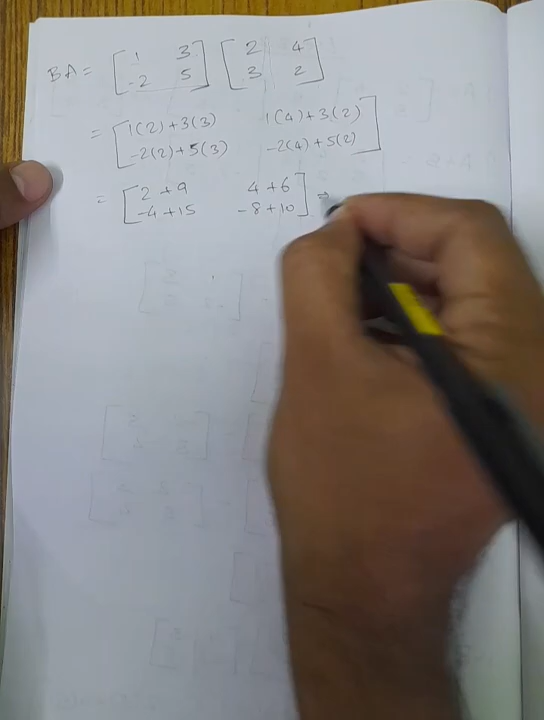 BA = [1 3 -2 5] [2 4 3 2]
= [1(2)+3(3) 1(4)+3(2)
-2(2)+5(3) -2(4)+5(2)]
= [2+9 4+6
-4+15 -8+10] =